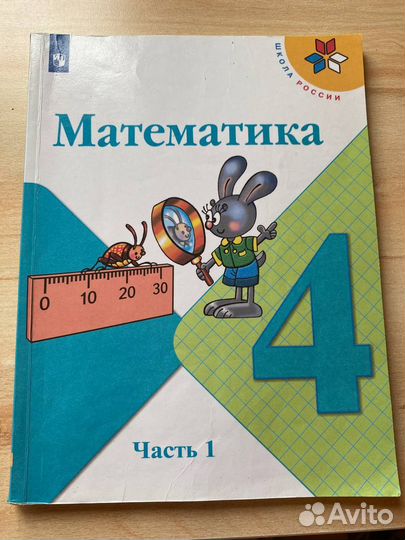 ШКОЛА РОССИИ
Математика
4
0 10 20 30
Часть 1
Avito